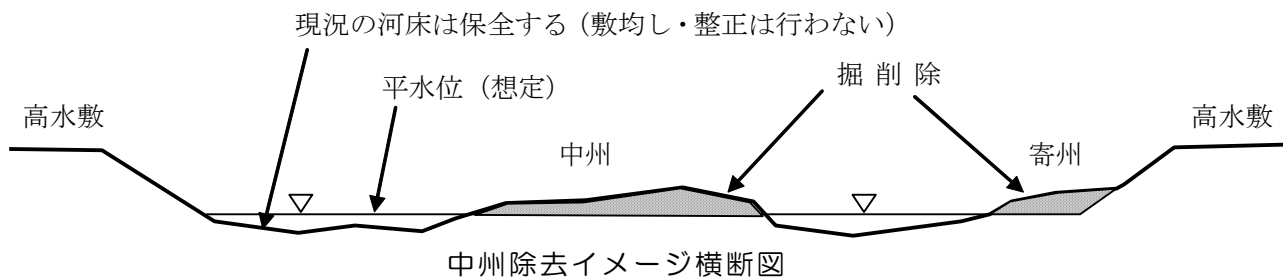 現況の河床は保全する（敷均し・整正は行わない）
平水位（想定）
掘 削 除
高水敷
高水敷
中州
寄州
中州除去イメージ横断図